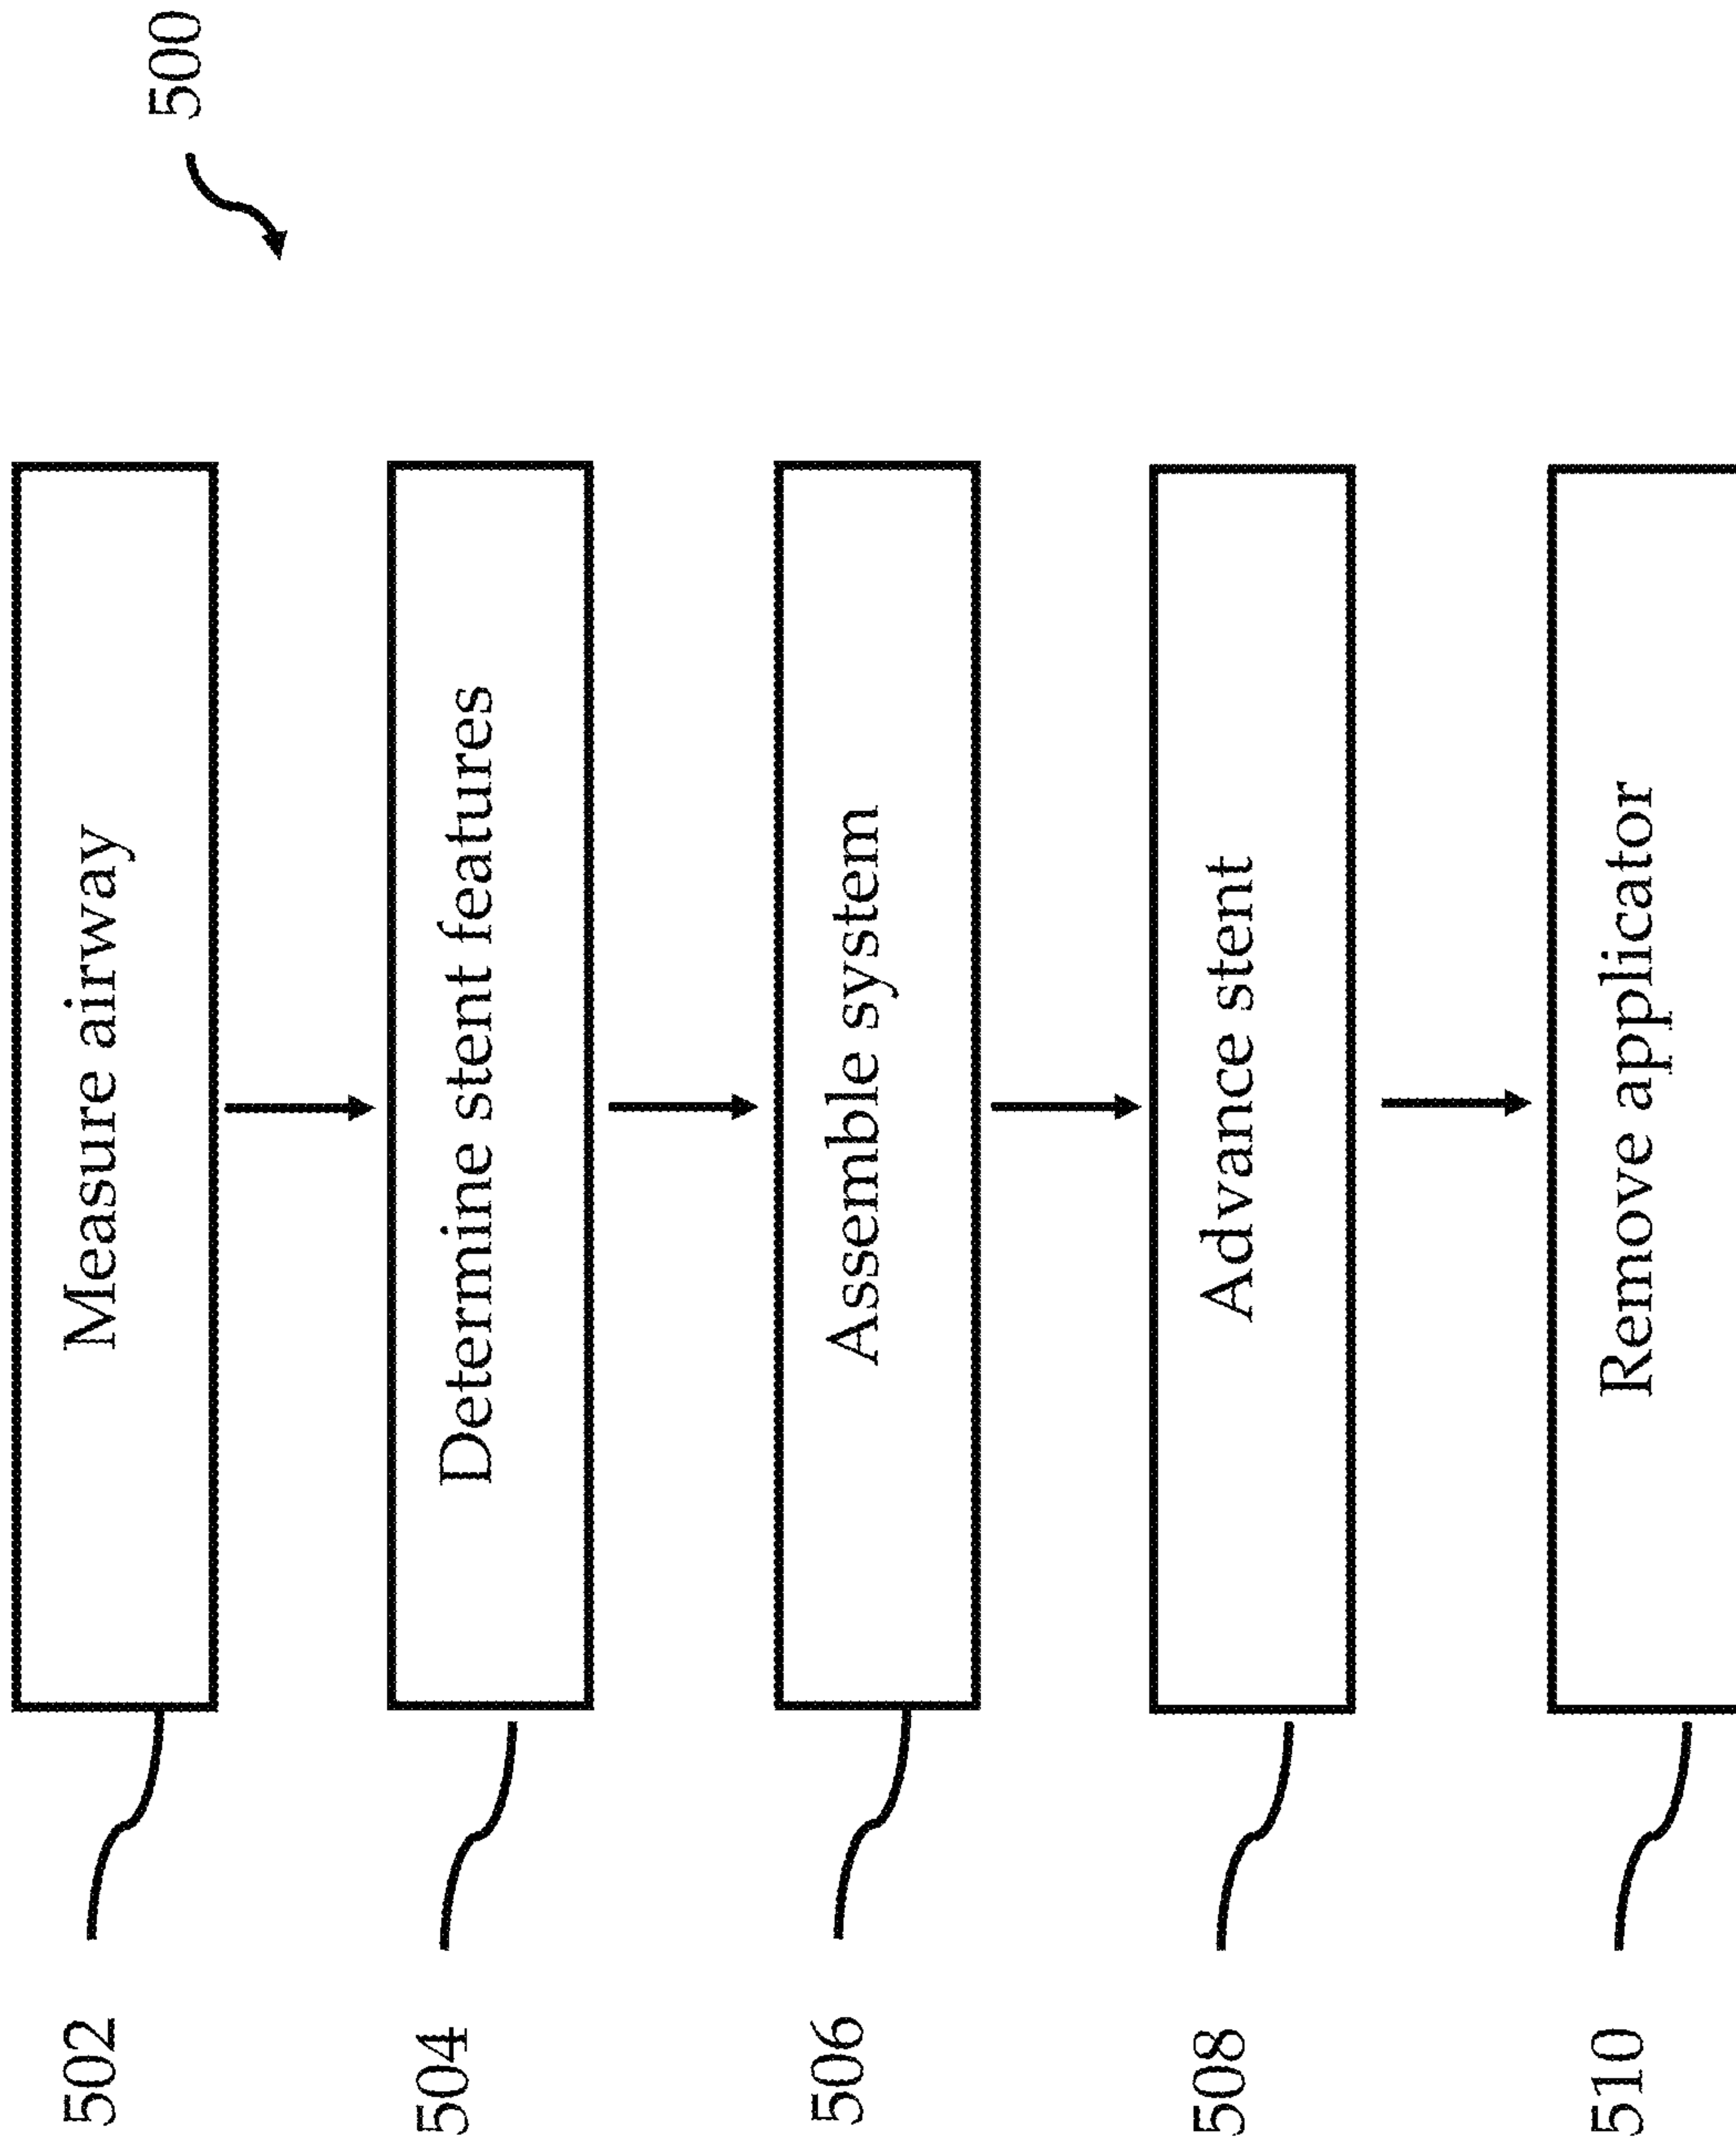 500
502
Measure airway
504
Determine stent features
506
Assemble system
508
Advance stent
510
Remove applicator